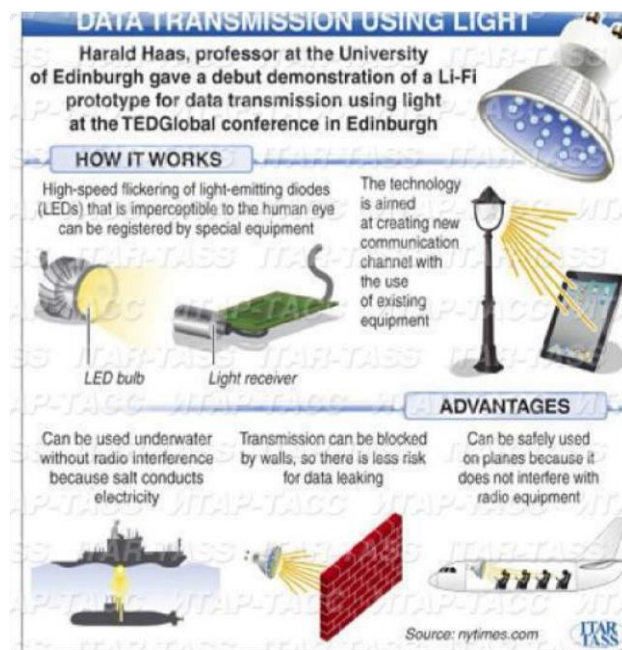 DATA TRANSMISSION USING LIGHT
Harald Haas, professor at the University
of Edinburgh gave a debut demonstration of a Li-Fi
prototype for data transmission using light
at the TEDGlobal conference in Edinburgh
HOW IT WORKS
High-speed flickering of light-emitting diodes
(LEDs) that is imperceptible to the human eye
can be registered by special equipment
LED bulb
Light receiver
The technology
is aimed
at creating new
communication
channel with
the use
of existing
equipment
ADVANTAGES
Can be used underwater
without radio interference
because salt conducts
electricity
Transmission can be blocked
by walls, so there is less risk
for data leaking
Can be safely used
on planes because it
does not interfere with
radio equipment
Source: nytimes.com
ITAR
TASS